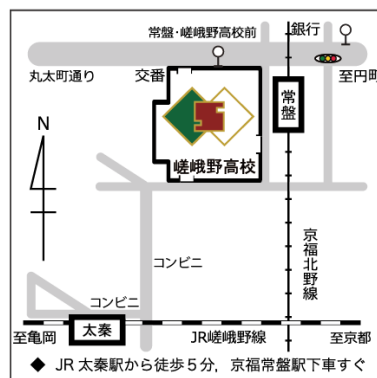 銀行
常盤・嵯峨野高校前
丸太町通り
交番
至円町
常盤
嵯峨野高校
N
京福北野線
コンビニ
コンビニ
太秦
至亀岡
JR嵯峨野線
至京都
◆ JR太秦駅から徒歩5分，京福常盤駅下車すぐ